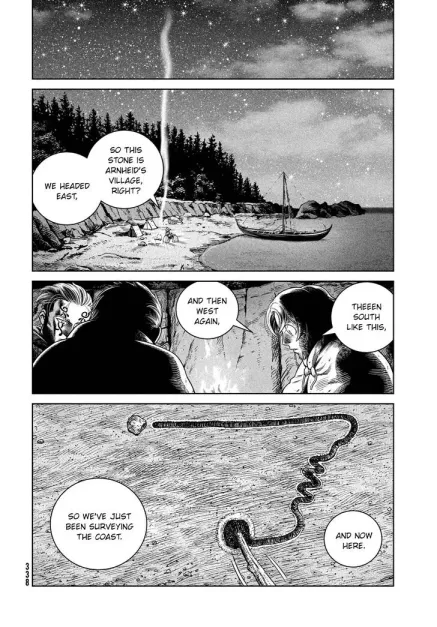 SO THIS
STONE IS
ARNHEID'S
VILLAGE,
RIGHT?
WE HEADED
EAST,
THEEEN
SOUTH
LIKE THIS,
AND THEN
WEST
AGAIN,
AND NOW
HERE.
SO WE'VE JUST
BEEN SURVEYING
THE COAST.
338